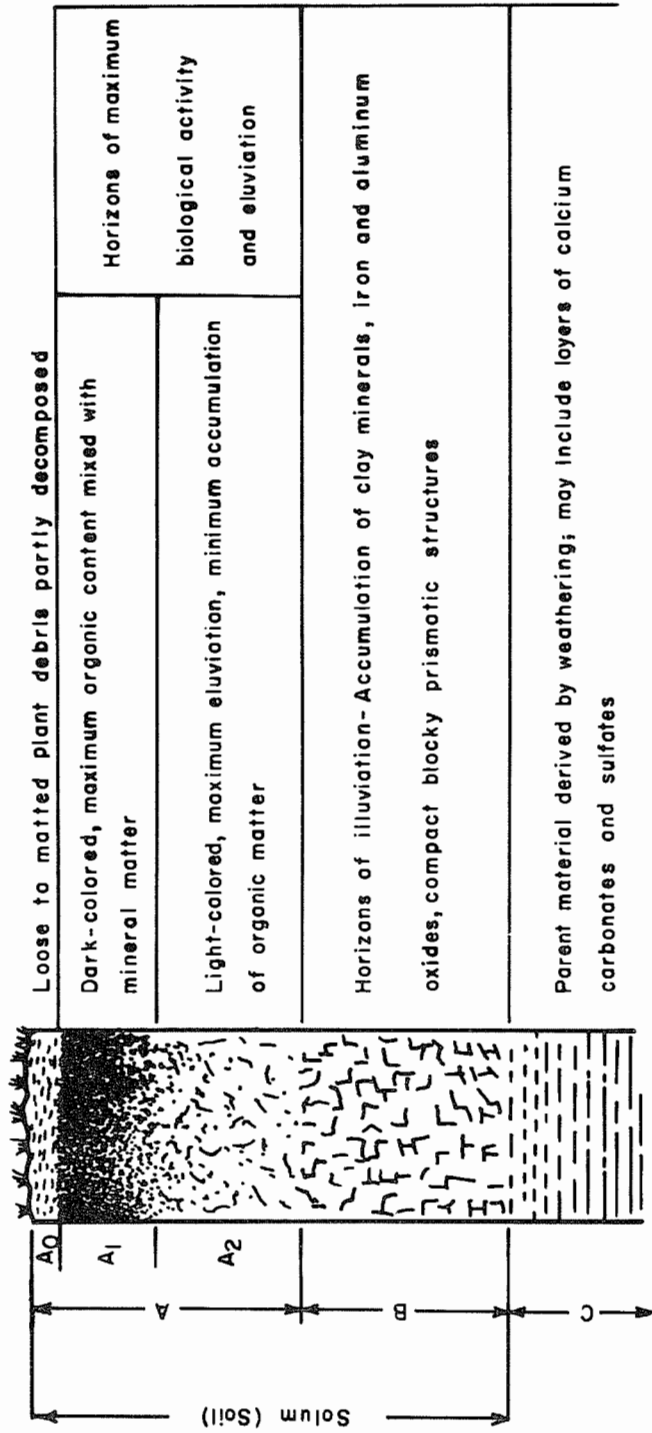 Solum (Soil)
A
B
C
A0
A1
A2
Loose to matted plant debris partly decomposed
Dark-colored, maximum organic content mixed with
mineral matter
Light-colored, maximum eluviation, minimum accumulation
of organic matter
Horizons of maximum
biological activity
and eluviation
Horizons of illuviation-Accumulation of clay minerals, iron and aluminum
oxides, compact blocky prismatic structures
Parent material derived by weathering; may include layers of calcium
carbonates and sulfates